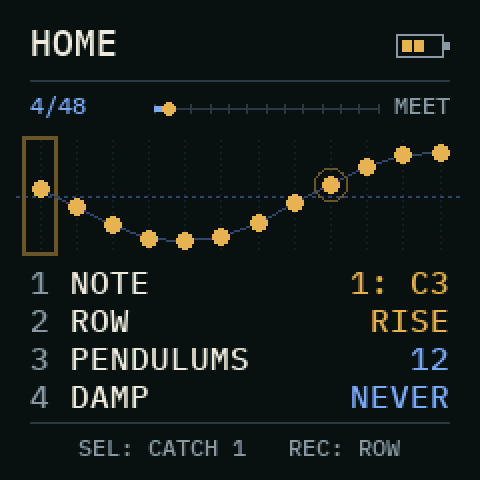 HOME
4/48 MEET
1 NOTE 1: C3
2 ROW RISE
3 PENDULUMS 12
4 DAMP NEVER
SEL: CATCH 1 REC: ROW